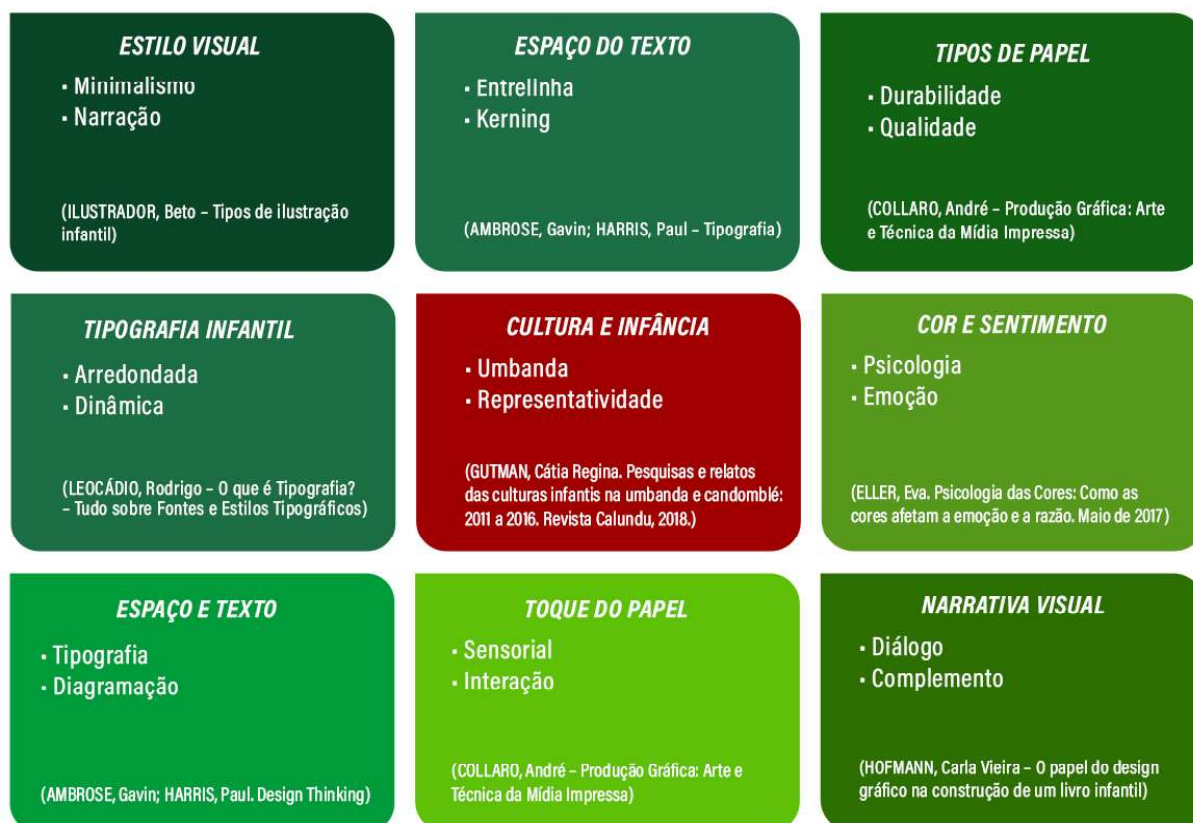 ESTILO VISUAL
▪ Minimalismo
▪ Narração
(ILUSTRADOR, Beto – Tipos de ilustração
infantil)
ESPAÇO DO TEXTO
▪ Entrelinha
▪ Kerning
(AMBROSE, Gavin; HARRIS, Paul – Tipografia)
TIPOS DE PAPEL
▪ Durabilidade
▪ Qualidade
(COLLARO, André – Produção Gráfica: Arte
e Técnica da Mídia Impressa)
TIPOGRAFIA INFANTIL
▪ Arredondada
▪ Dinâmica
(LEOCÁDIO, Rodrigo – O que é Tipografia?
– Tudo sobre Fontes e Estilos Tipográficos)
CULTURA E INFÂNCIA
▪ Umbanda
▪ Representatividade
(GUTMAN, Cátia Regina. Pesquisas e relatos
das culturas infantis na umbanda e candomblé:
2011 a 2016. Revista Calundu, 2018.)
COR E SENTIMENTO
▪ Psicologia
▪ Emoção
(ELLER, Eva. Psicologia das Cores: Como as
cores afetam a emoção e a razão. Maio de 2017)
ESPAÇO E TEXTO
▪ Tipografia
▪ Diagramação
(AMBROSE, Gavin; HARRIS, Paul. Design Thinking)
TOQUE DO PAPEL
▪ Sensorial
▪ Interação
(COLLARO, André – Produção Gráfica: Arte e
Técnica da Mídia Impressa)
NARRATIVA VISUAL
▪ Diálogo
▪ Complemento
(HOFMANN, Carla Vieira – O papel do design
gráfico na construção de um livro infantil)